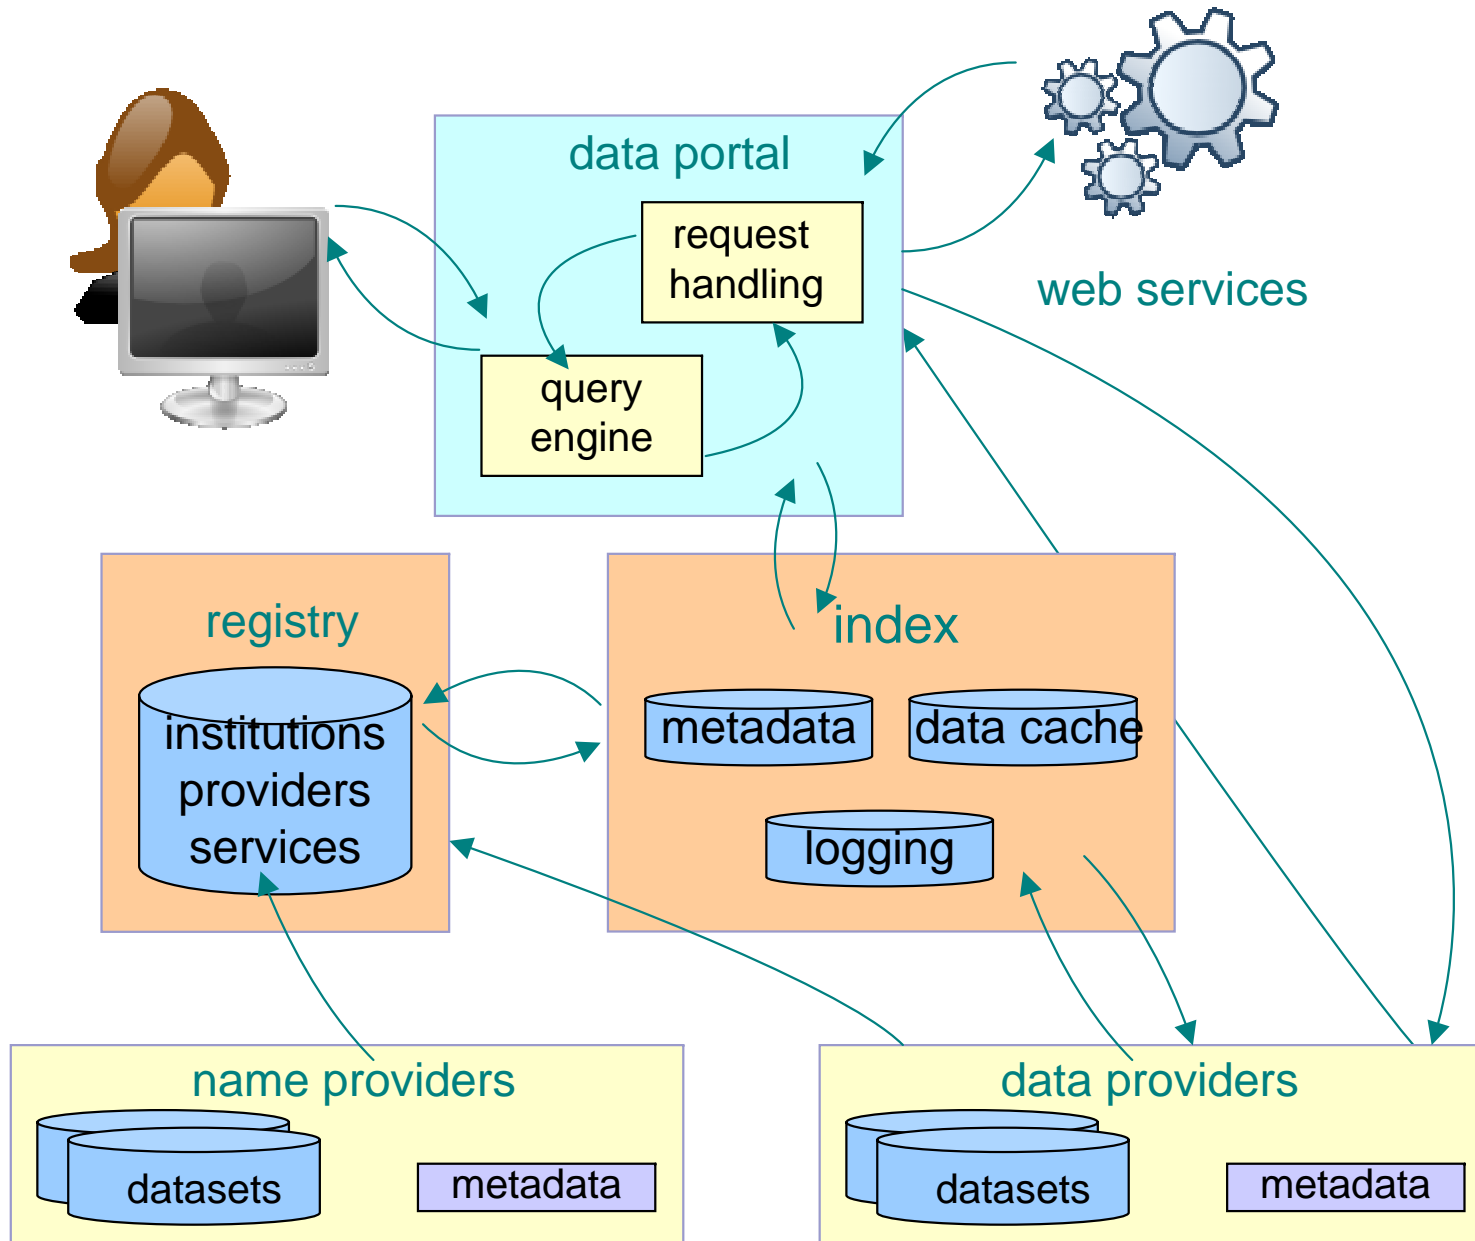 data portal
request
handling
web services
query
engine
registry
index
institutions
providers
services
metadata
data cache
logging
name providers
datasets
metadata
data providers
datasets
metadata